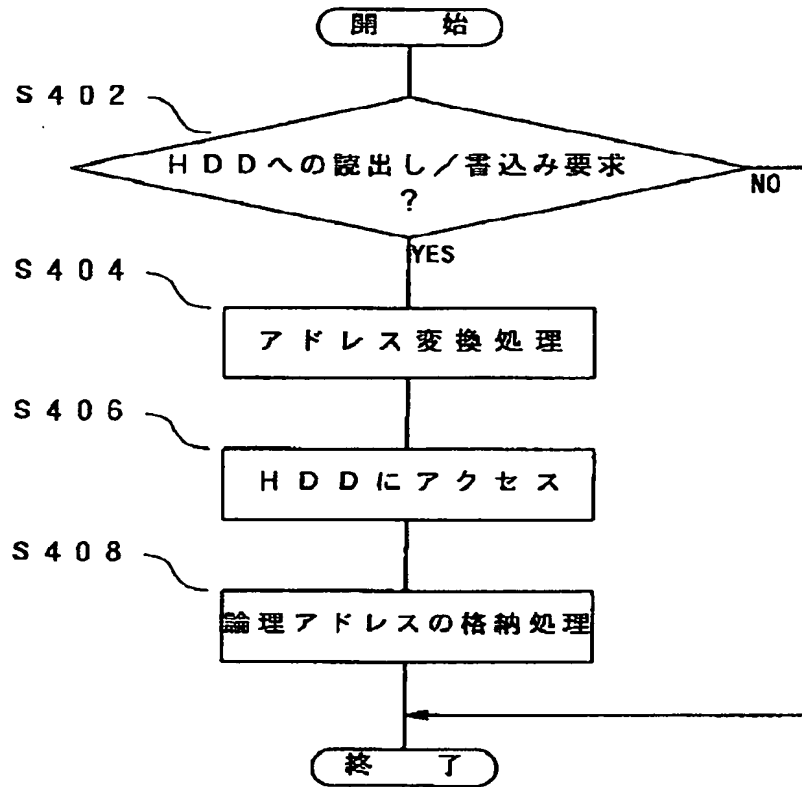 開 始
S402
HDDへの読出し/書込み要求
?
NO
YES
S404
アドレス変換処理
S406
HDDにアクセス
S408
論理アドレスの格納処理
終 了